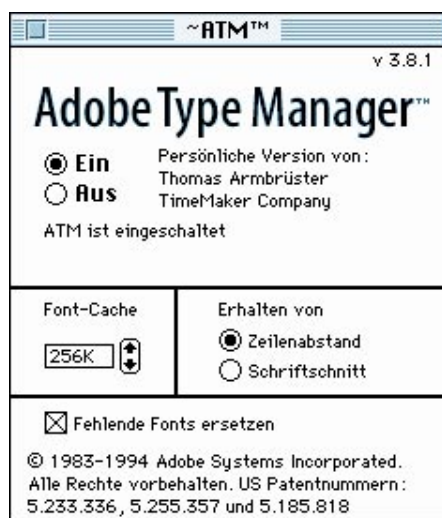 ~ATM™
v 3.8.1
Adobe Type Manager™
Ein
Aus
Persönliche Version von:
Thomas Armbrüster
TimeMaker Company
ATM ist eingeschaltet
Font-Cache
256K
Erhalten von
Zeilenabstand
Schriftschnitt
Fehlende Fonts ersetzen
© 1983-1994 Adobe Systems Incorporated.
Alle Rechte vorbehalten. US Patentnummern:
5.233.336, 5.255.357 und 5.185.818